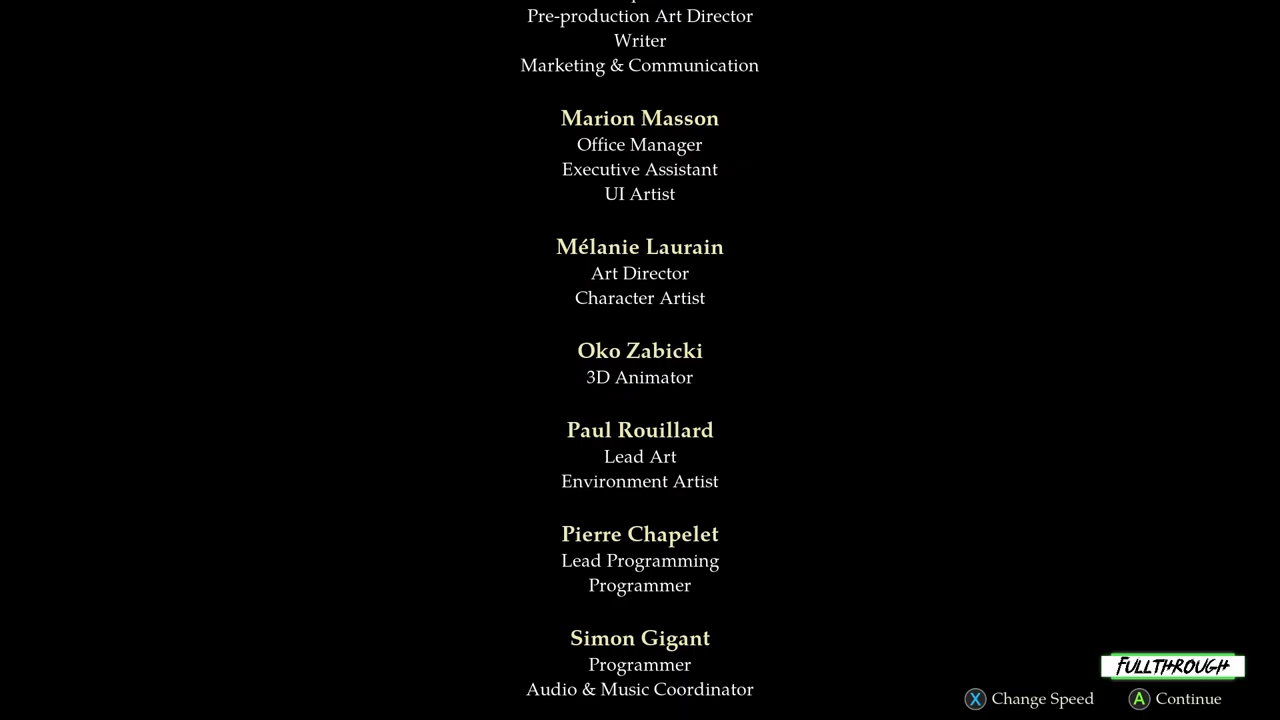 Pre-production Art Director
Writer
Marketing & Communication
Marion Masson
Office Manager
Executive Assistant
UI Artist
Mélanie Laurain
Art Director
Character Artist
Oko Zabicki
3D Animator
Paul Rouillard
Lead Art
Environment Artist
Pierre Chapelet
Lead Programming
Programmer
Simon Gigant
Programmer
Audio & Music Coordinator
FULLTHROUGH
X Change Speed
A Continue